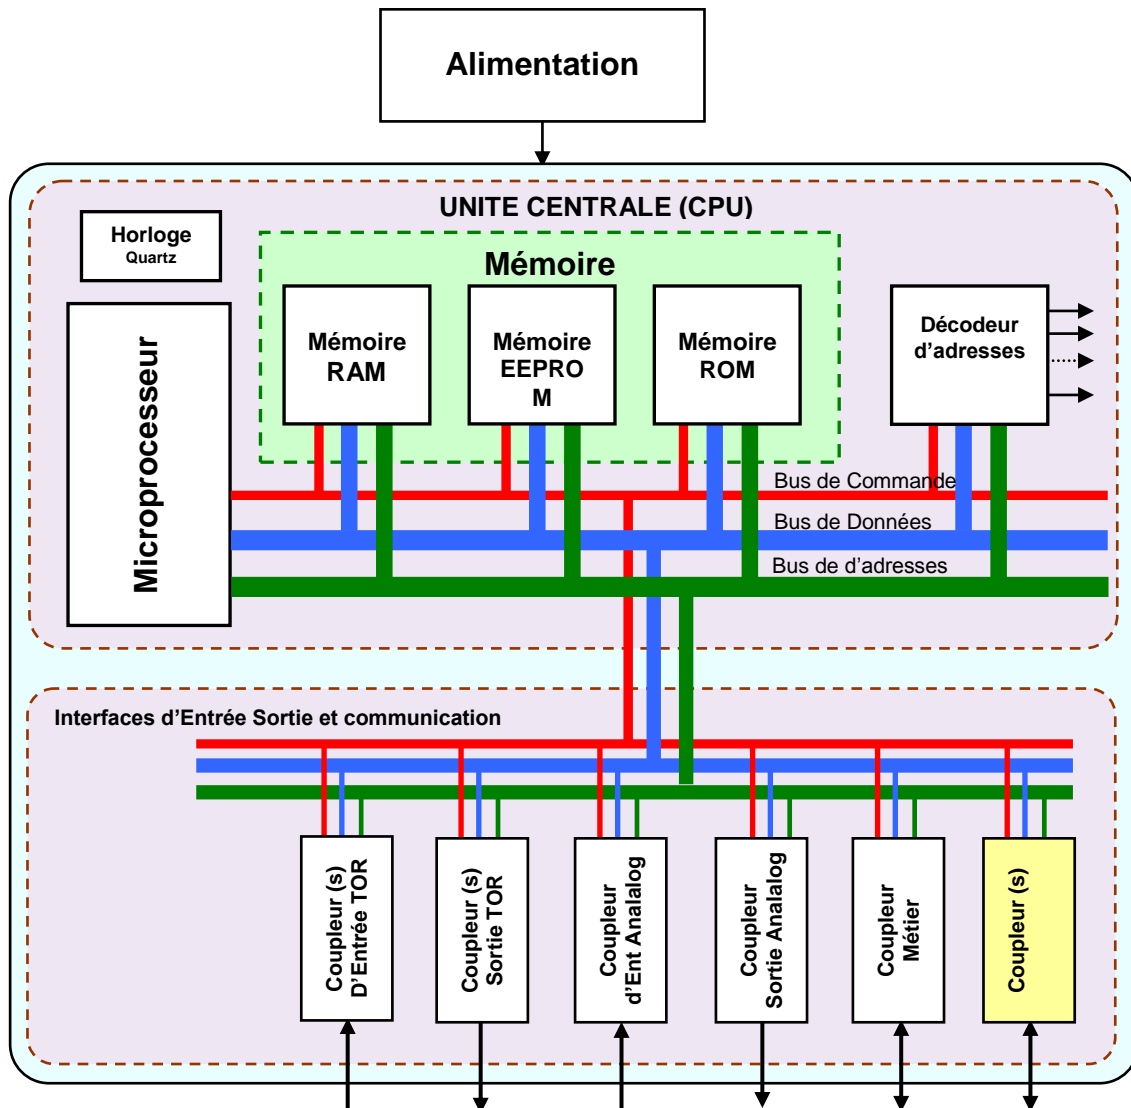 Alimentation
UNITE CENTRALE (CPU)
Horloge
Quartz
Mémoire
Microprocesseur
Mémoire
RAM
Mémoire
EEPRO
M
Mémoire
ROM
Décodeur
d’adresses
Bus de Commande
Bus de Données
Bus de d’adresses
Interfaces d’Entrée Sortie et communication
Coupleur (s)
D’Entrée TOR
Coupleur (s)
Sortie TOR
Coupleur
d’Ent Analalog
Coupleur
Sortie Analalog
Coupleur
Métier
Coupleur (s)